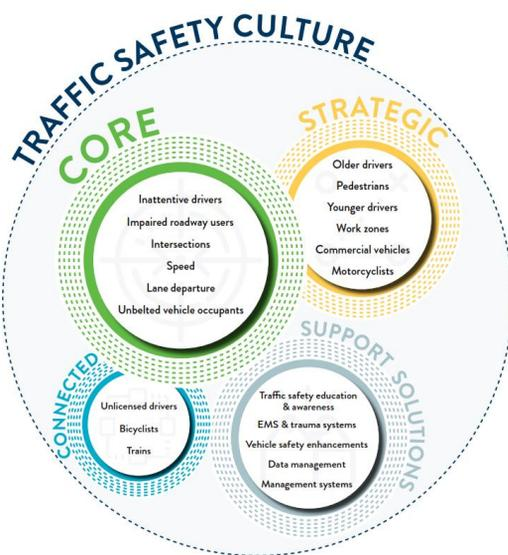 TRAFFIC SAFETY CULTURE
CORE
Inattentive drivers
Impaired roadway users
Intersections
Speed
Lane departure
Unbelted vehicle occupants
STRATEGIC
Older drivers
Pedestrians
Younger drivers
Work zones
Commercial vehicles
Motorcyclists
CONNECTED
Unlicensed drivers
Bicyclists
Trains
SUPPORT SOLUTIONS
Traffic safety education
& awareness
EMS & trauma systems
Vehicle safety enhancements
Data management
Management systems